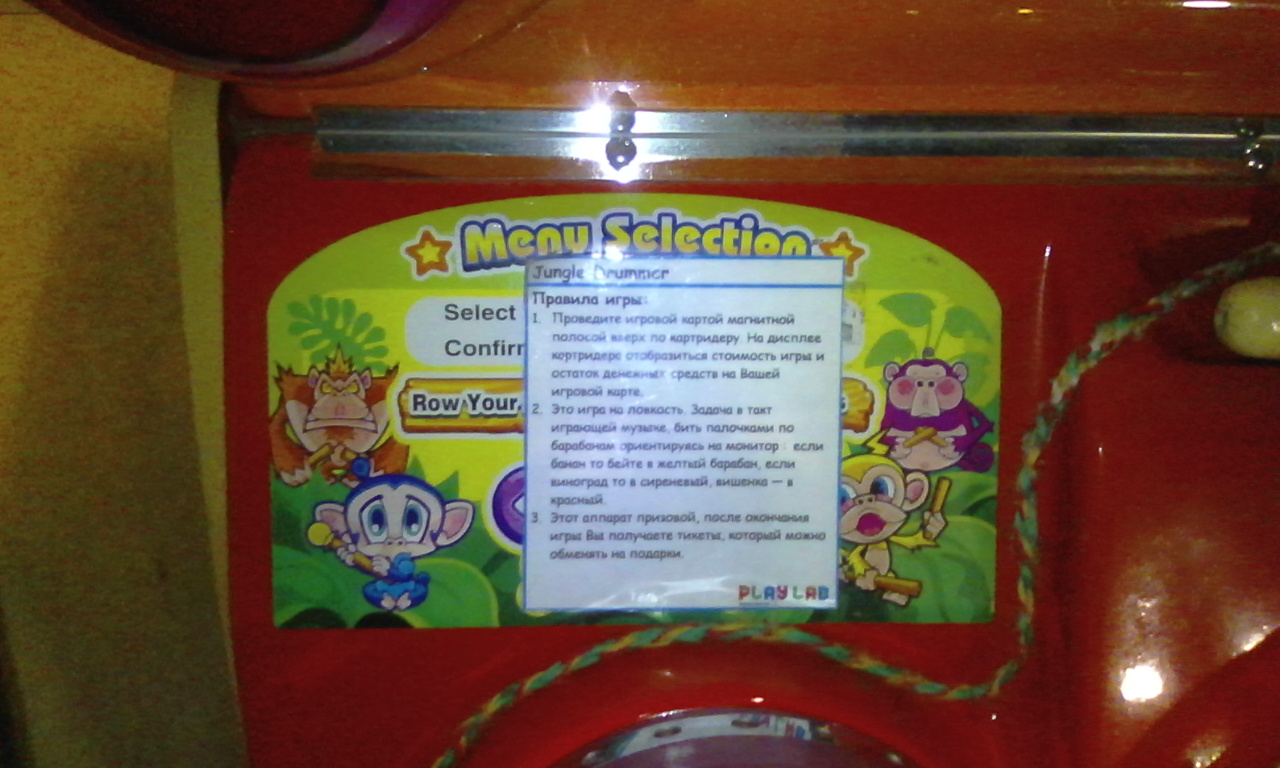 Menu Selection
Select
Confirm
Row Your
Jungle Drummer
Правила игры:
1. Проведите игровой картой магнитной
полосой вверх по картридеру. На дисплее
картридера отобразиться стоимость игры и
остаток денежных средств на Вашей
игровой карте.
2. Это игра на ловкость. Задача в такт
играющей музыке, бить палочками по
барабанам ориентируясь на монитор : если
банан то бейте в желтый барабан, если
виноград то в сиреневый, вишенка — в
красный.
3. Этот аппарат призовой, после окончания
игры Вы получаете тикеты, который можно
обменять на подарки.
PLAY LAB